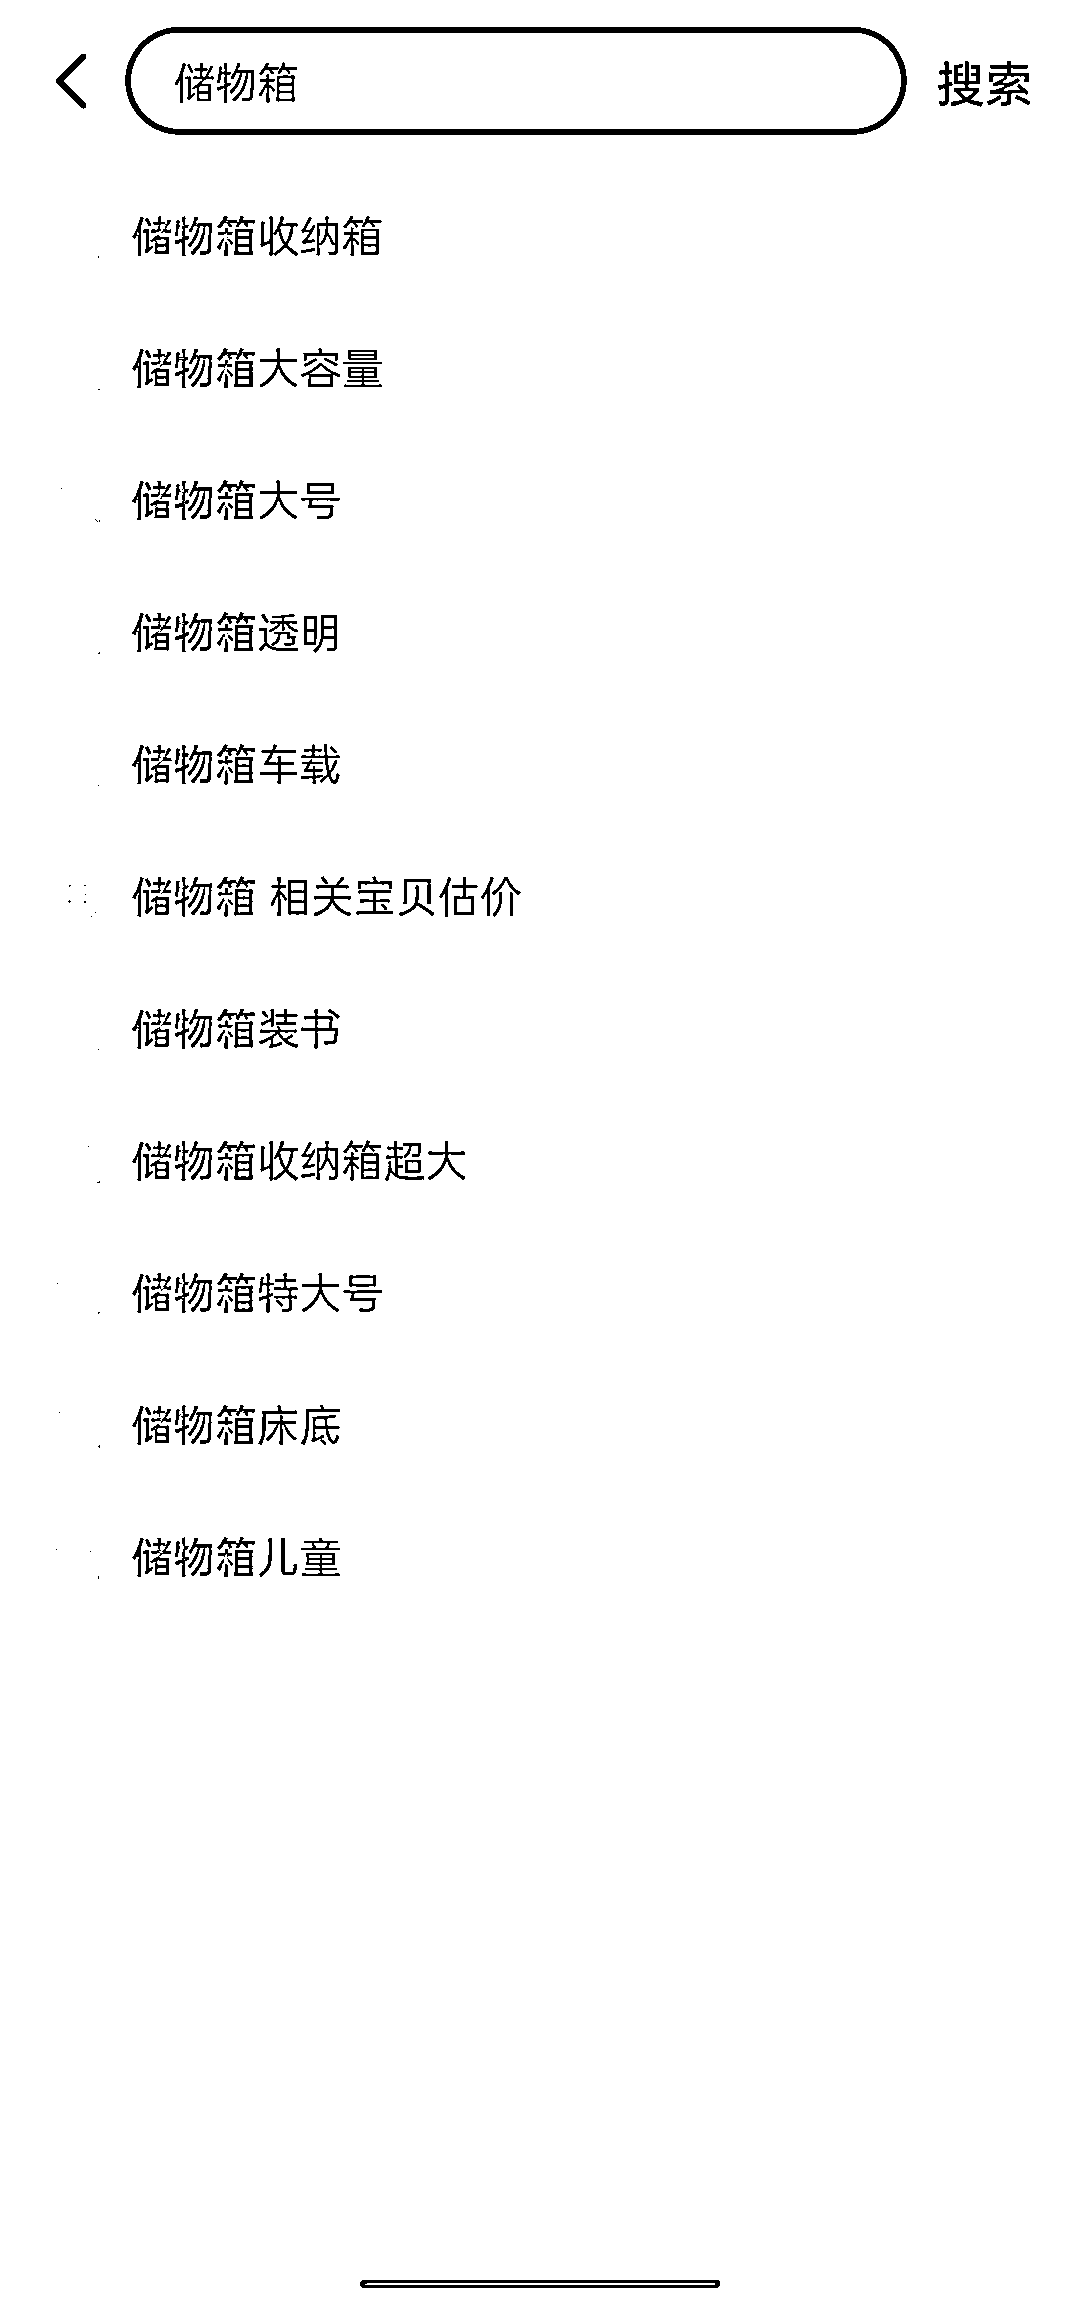 储物箱 搜索
储物箱收纳箱
储物箱大容量
储物箱大号
储物箱透明
储物箱车载
储物箱 相关宝贝估价
储物箱装书
储物箱收纳箱超大
储物箱特大号
储物箱床底
储物箱儿童